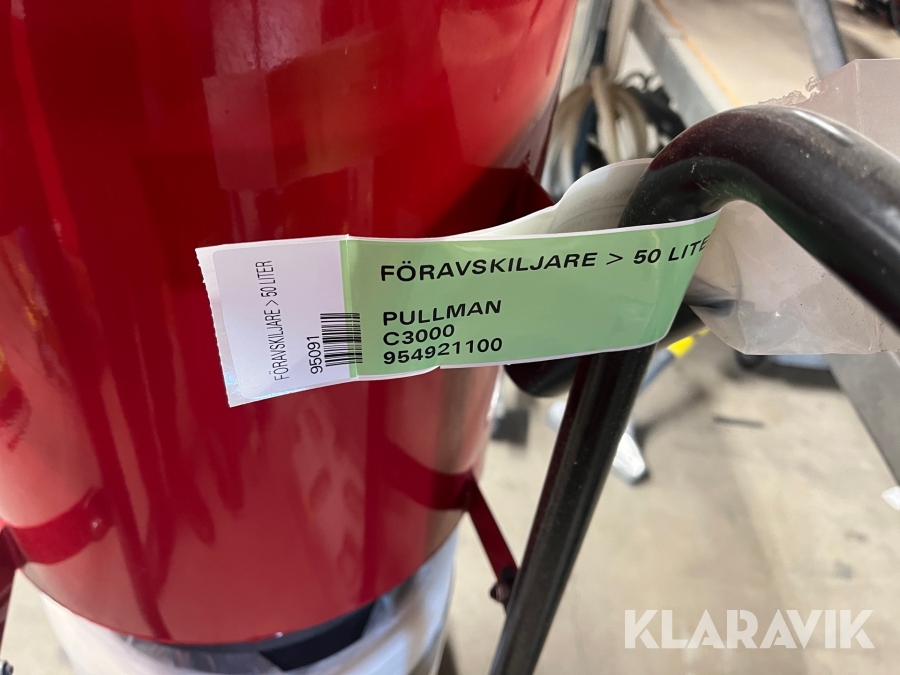 FÖRAVSKILJARE > 50 LITER
95091
FÖRAVSKILJARE > 50 LITE
PULLMAN
C3000
954921100
KLARAVIK